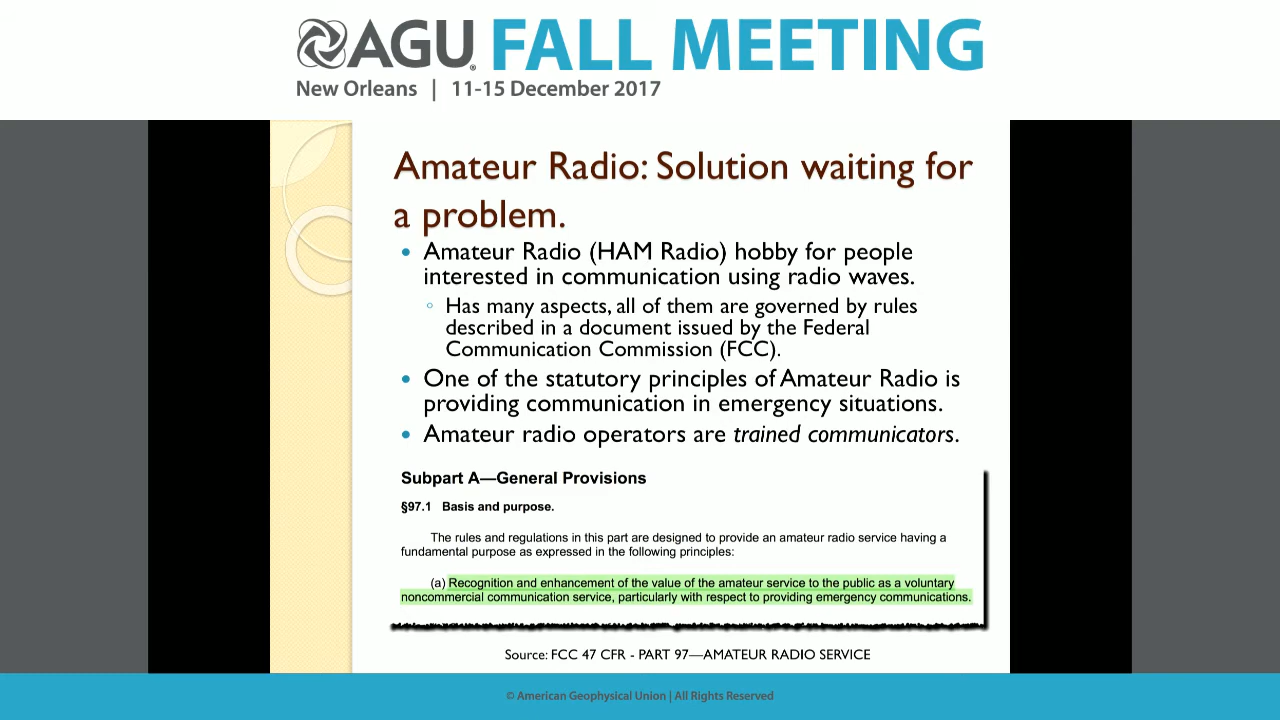 AGU FALL MEETING
New Orleans | 11-15 December 2017
Amateur Radio: Solution waiting for
a problem.
• Amateur Radio (HAM Radio) hobby for people
interested in communication using radio waves.
◦ Has many aspects, all of them are governed by rules
described in a document issued by the Federal
Communication Commission (FCC).
• One of the statutory principles of Amateur Radio is
providing communication in emergency situations.
• Amateur radio operators are trained communicators.
Subpart A—General Provisions
§97.1 Basis and purpose.
The rules and regulations in this part are designed to provide an amateur radio service having a
fundamental purpose as expressed in the following principles:
(a) Recognition and enhancement of the value of the amateur service to the public as a voluntary
noncommercial communication service, particularly with respect to providing emergency communications.
Source: FCC 47 CFR - PART 97—AMATEUR RADIO SERVICE
© American Geophysical Union | All Rights Reserved